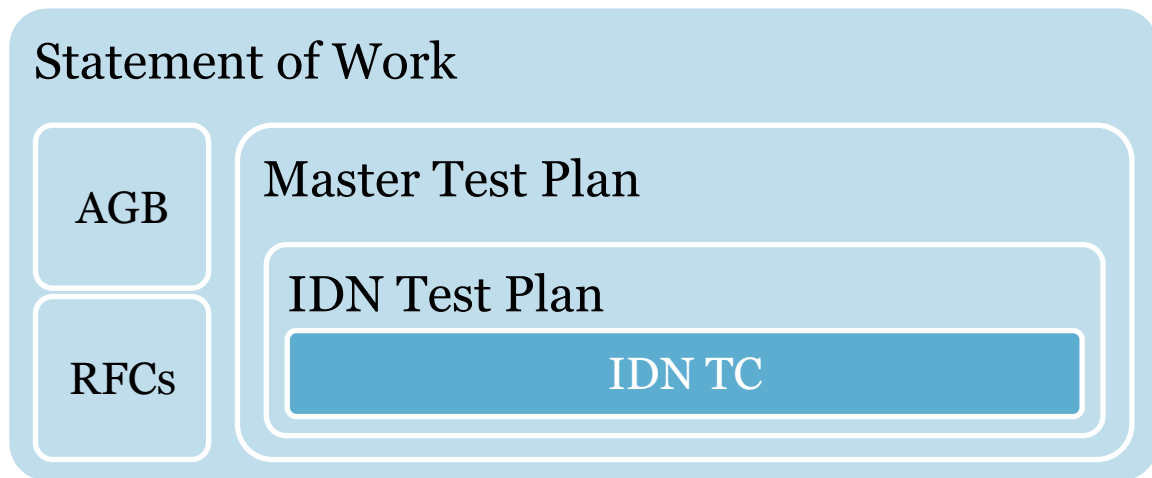 Statement of Work
AGB
Master Test Plan
IDN Test Plan
IDN TC
RFCs